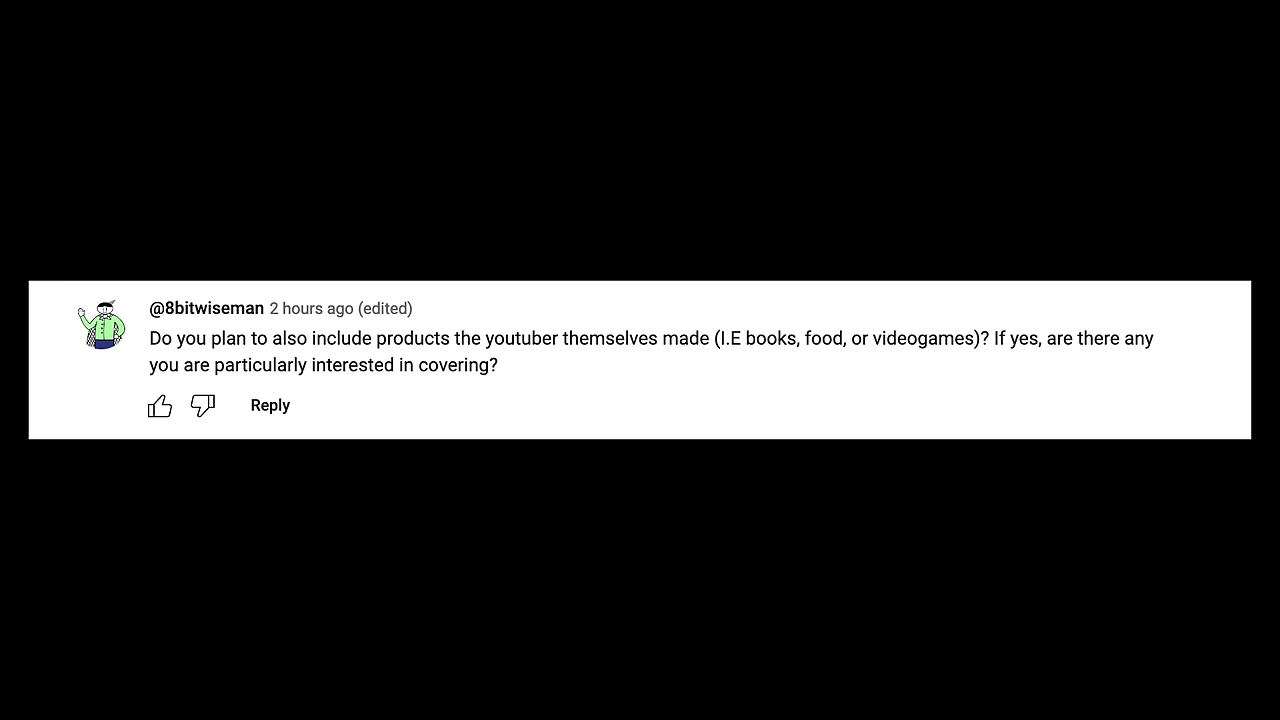 @8bitwiseman 2 hours ago (edited)
Do you plan to also include products the youtuber themselves made (I.E books, food, or videogames)? If yes, are there any
you are particularly interested in covering?
Reply